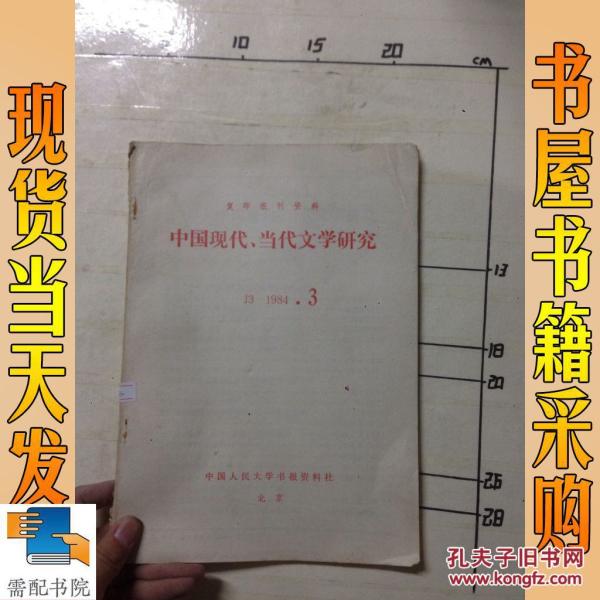 现货当天发
书屋书籍采购
10 15 20 CM
复印报刊资料
中国现代、当代文学研究
J3 1984 . 3
13
18
20
25
28
中国人民大学书报资料社
北京
需配书院
孔夫子旧书网
www.kongfz.com